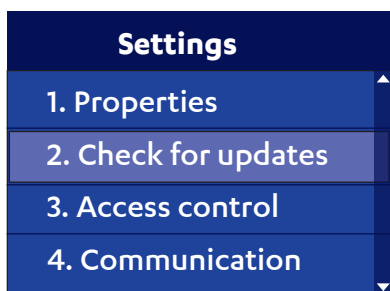 Settings
1. Properties
2. Check for updates
3. Access control
4. Communication